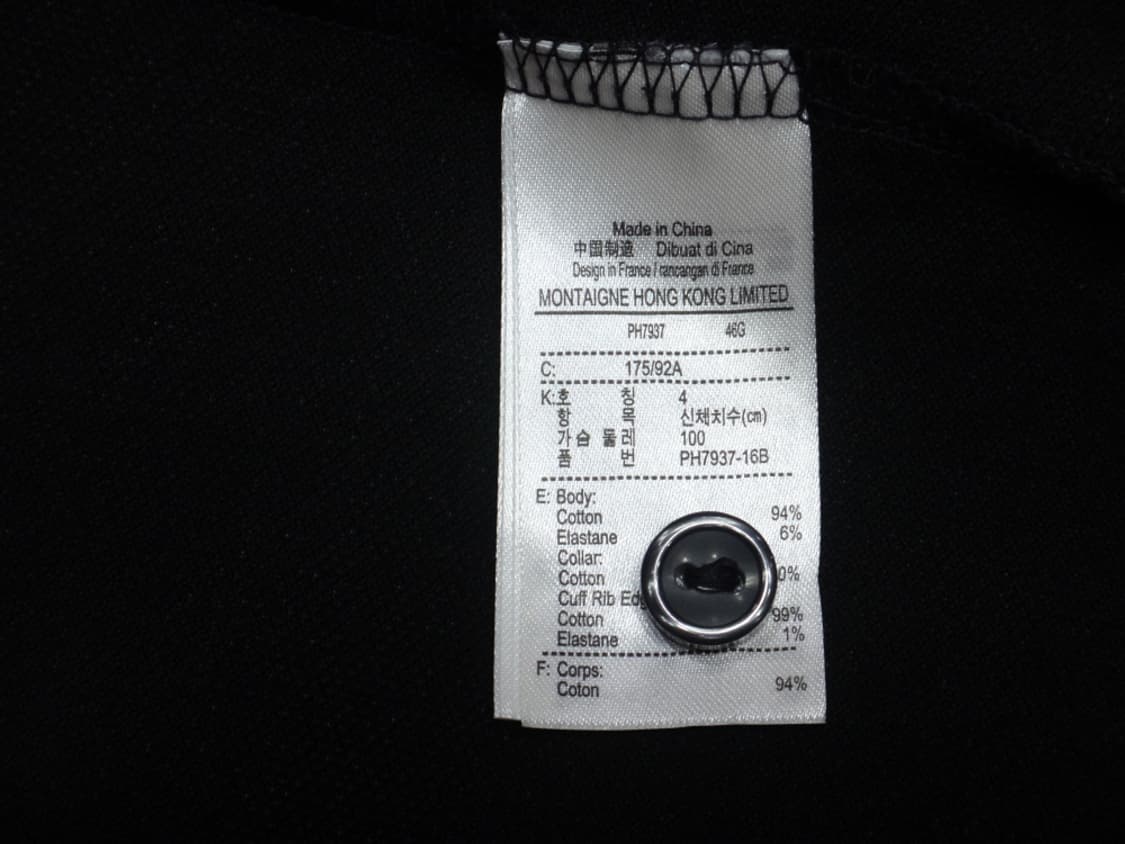 Made in China
中国制造 Dibuat di Cina
Design in France / rancangan di France
MONTAIGNE HONG KONG LIMITED
PH7937 46G
C: 175/92A
K:호 칭 4
항 목 신체치수(cm)
가슴 둘레 100
품 번 PH7937-16B
E: Body:
Cotton 94%
Elastane 6%
Collar:
Cotton
Cuff Rib
Cotton 99%
Elastane 1%
F: Corps:
Coton 94%